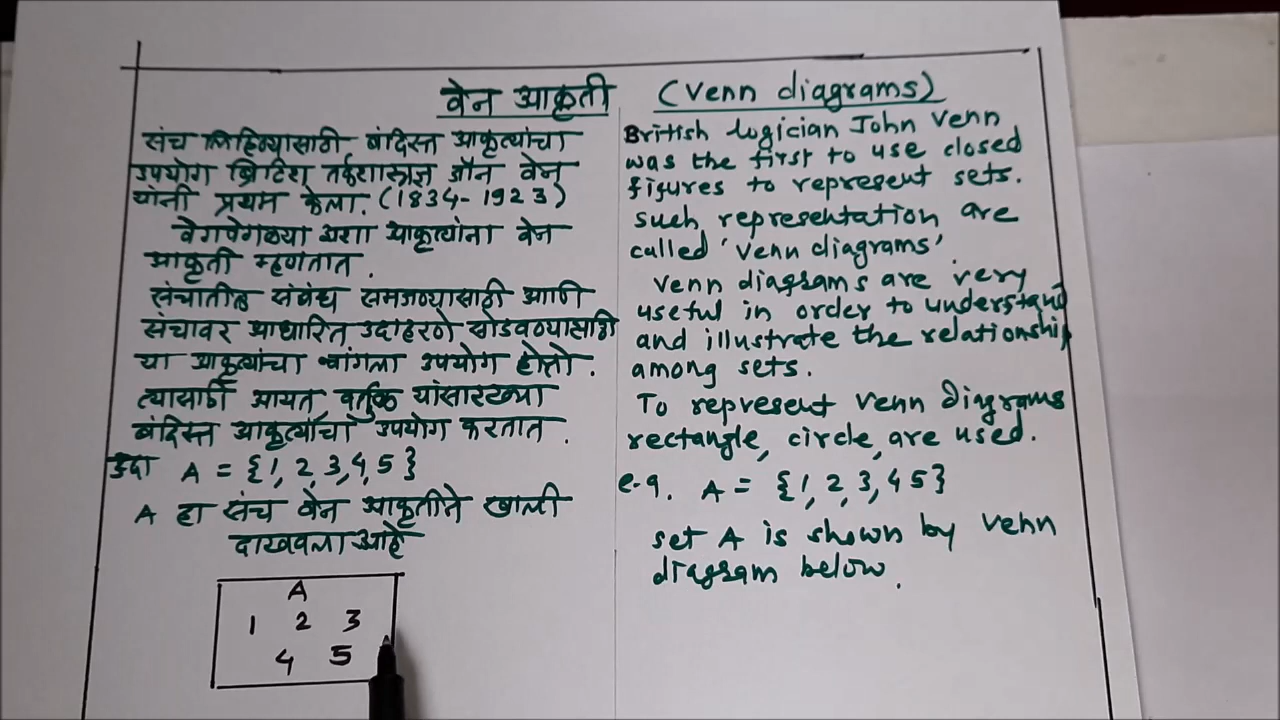 वेन आकृती (Venn diagrams)
संच लिहिण्यासाठी बंदिस्त आकृत्यांचा
उपयोग ब्रिटिश तर्कशास्त्रज्ञ जॉन वेन
यांनी प्रथम केला. (1834-1923)
वेगवेगळ्या अशा आकृत्यांना वेन
आकृती म्हणतात.
संचातील संबंध समजण्यासाठी आणि
संचावर आधारित उदाहरणे सोडवण्यासाठी
या आकृत्यांचा चांगला उपयोग होतो.
त्यासाठी आयत, वर्तुळ यांसारख्या
बंदिस्त आकृत्यांचा उपयोग करतात.
उदा A = {1, 2, 3, 4, 5}
A हा संच वेन आकृतीने खाली
दाखवला आहे
A
1 2 3
4 5
British logician John Venn
was the first to use closed
figures to represent sets.
such representation are
called 'Venn diagrams'.
Venn diagrams are very
useful in order to understand
and illustrate the relationship
among sets.
To represent Venn diagrams
rectangle, circle, are used.
e.g. A = {1, 2, 3, 4 5}
set A is shown by Venn
diagram below.